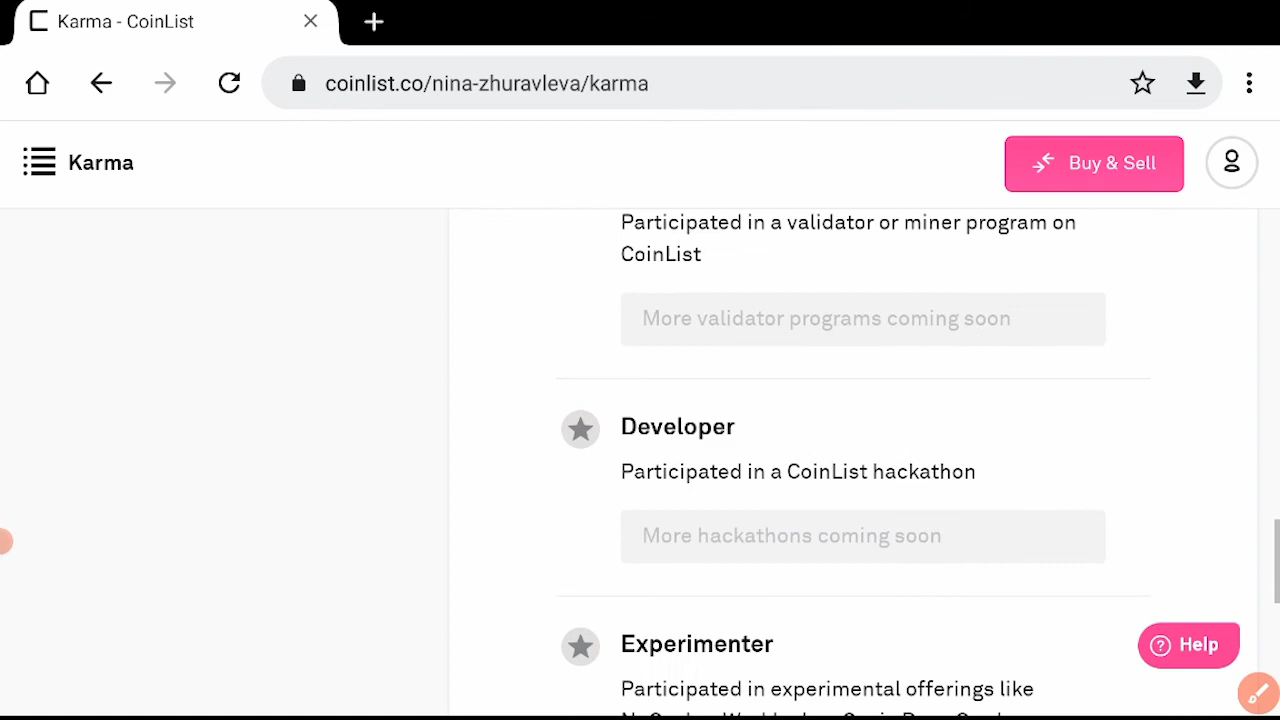 Karma - CoinList
coinlist.co/nina-zhuravleva/karma
Karma
Buy & Sell
Participated in a validator or miner program on
CoinList
More validator programs coming soon
Developer
Participated in a CoinList hackathon
More hackathons coming soon
Experimenter
Help
Participated in experimental offerings like